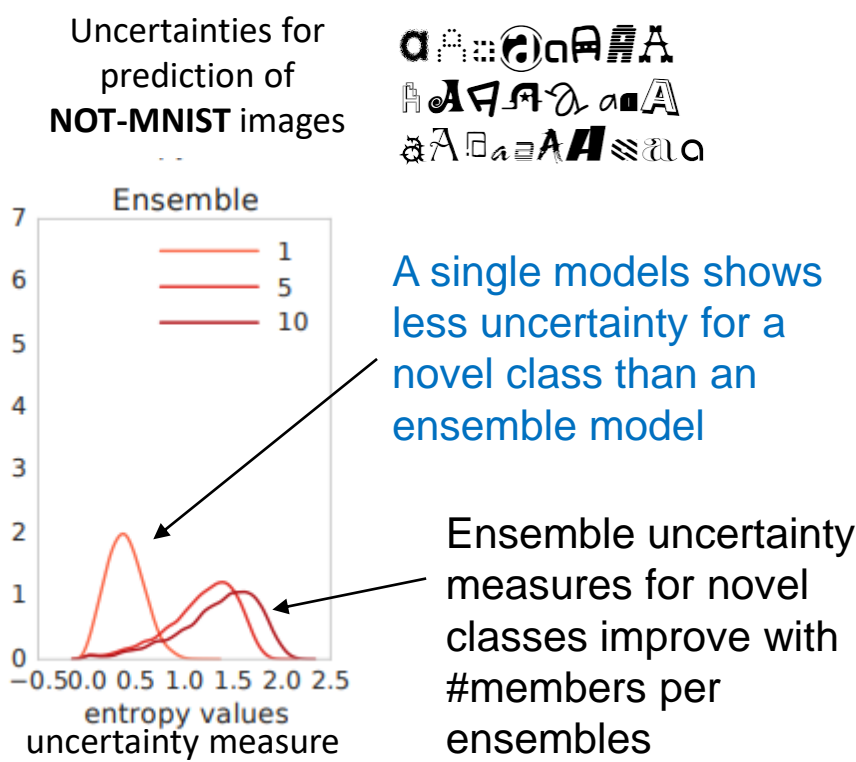 Uncertainties for
prediction of
NOT-MNIST images
a A a a A A A
A A A A a a a A
a A a a a A A a a
Ensemble
7
1
6
5
10
5
4
3
2
1
0
−0.5 0.0 0.5 1.0 1.5 2.0 2.5
entropy values
uncertainty measure
A single models shows
less uncertainty for a
novel class than an
ensemble model
Ensemble uncertainty
measures for novel
classes improve with
#members per
ensembles